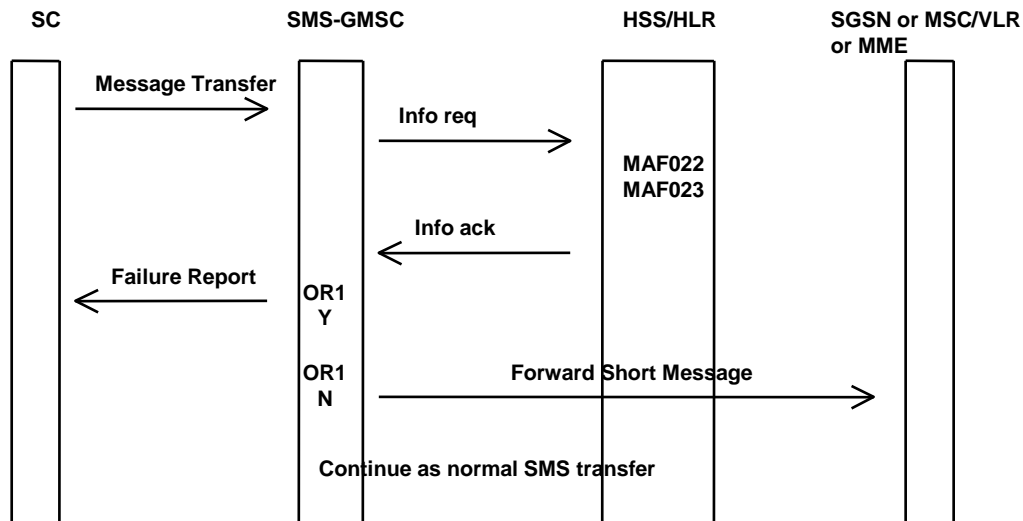 SC
SMS-GMSC
HSS/HLR
SGSN or MSC/VLR
or MME
Message Transfer
Info req
MAF022
MAF023
Info ack
Failure Report
OR1
Y
OR1
N
Forward Short Message
Continue as normal SMS transfer